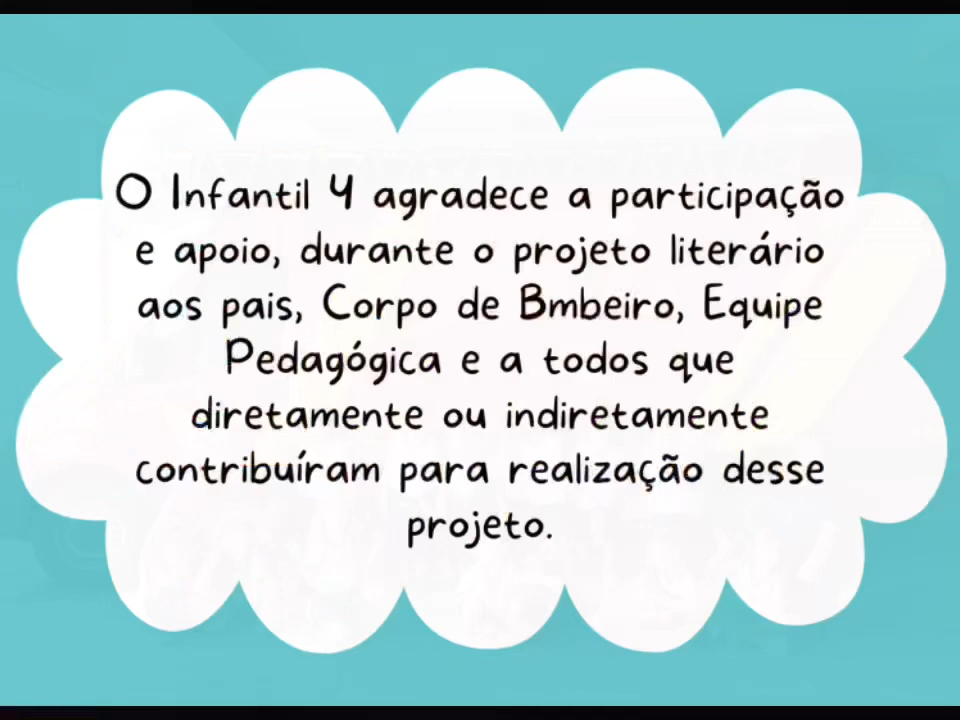 O Infantil 4 agradece a participação
e apoio, durante o projeto literário
aos pais, Corpo de Bmbeiro, Equipe
Pedagógica e a todos que
diretamente ou indiretamente
contribuíram para realização desse
projeto.